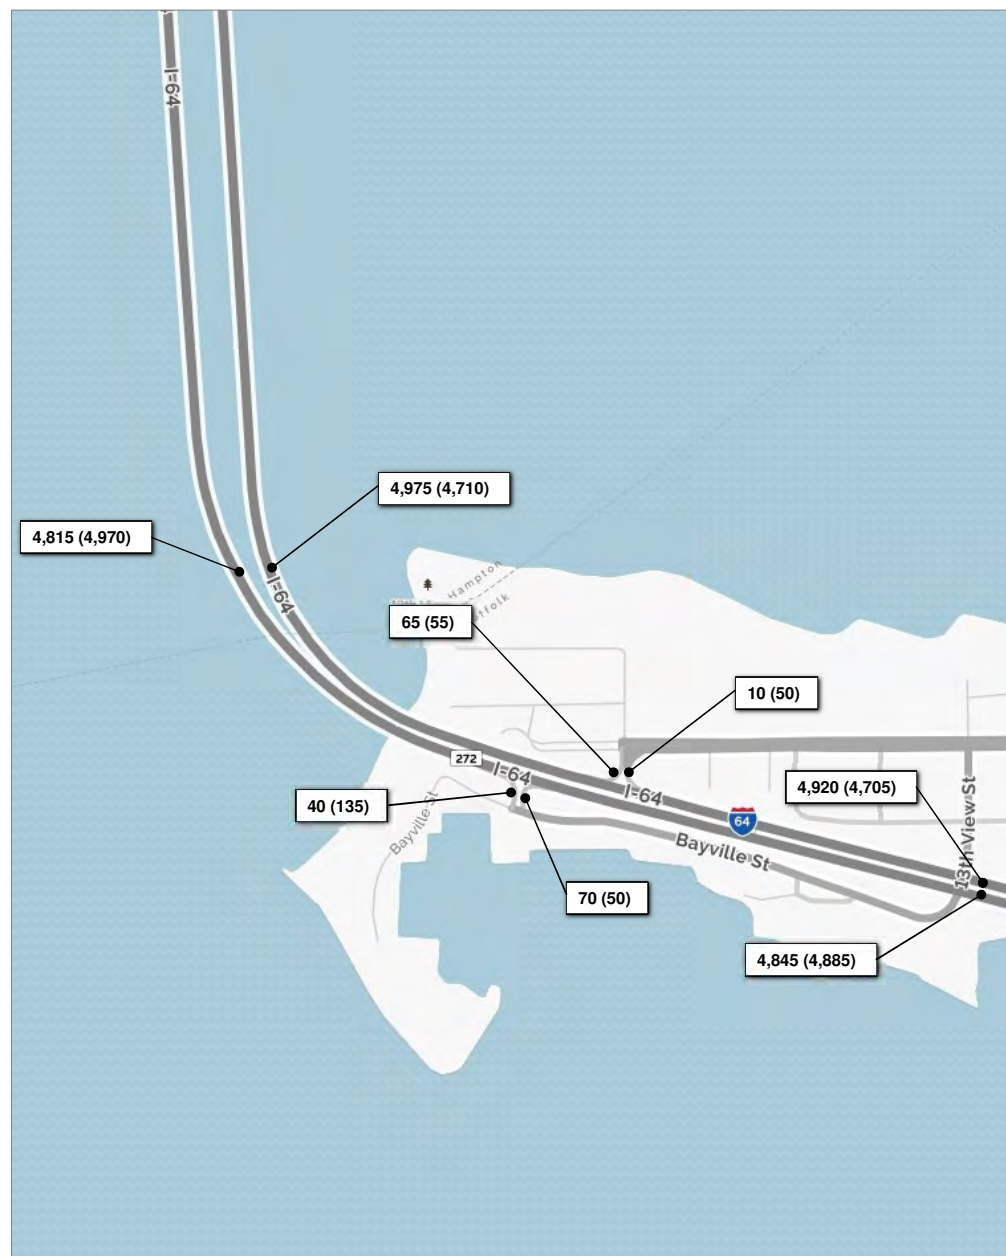 I-64
4,975 (4,710)
4,815 (4,970)
I-64
Hampton
65 (55)
10 (50)
272
I-64
I-64
4,920 (4,705)
40 (135)
Bayville St
64
13th View St
Bayville St
70 (50)
4,845 (4,885)